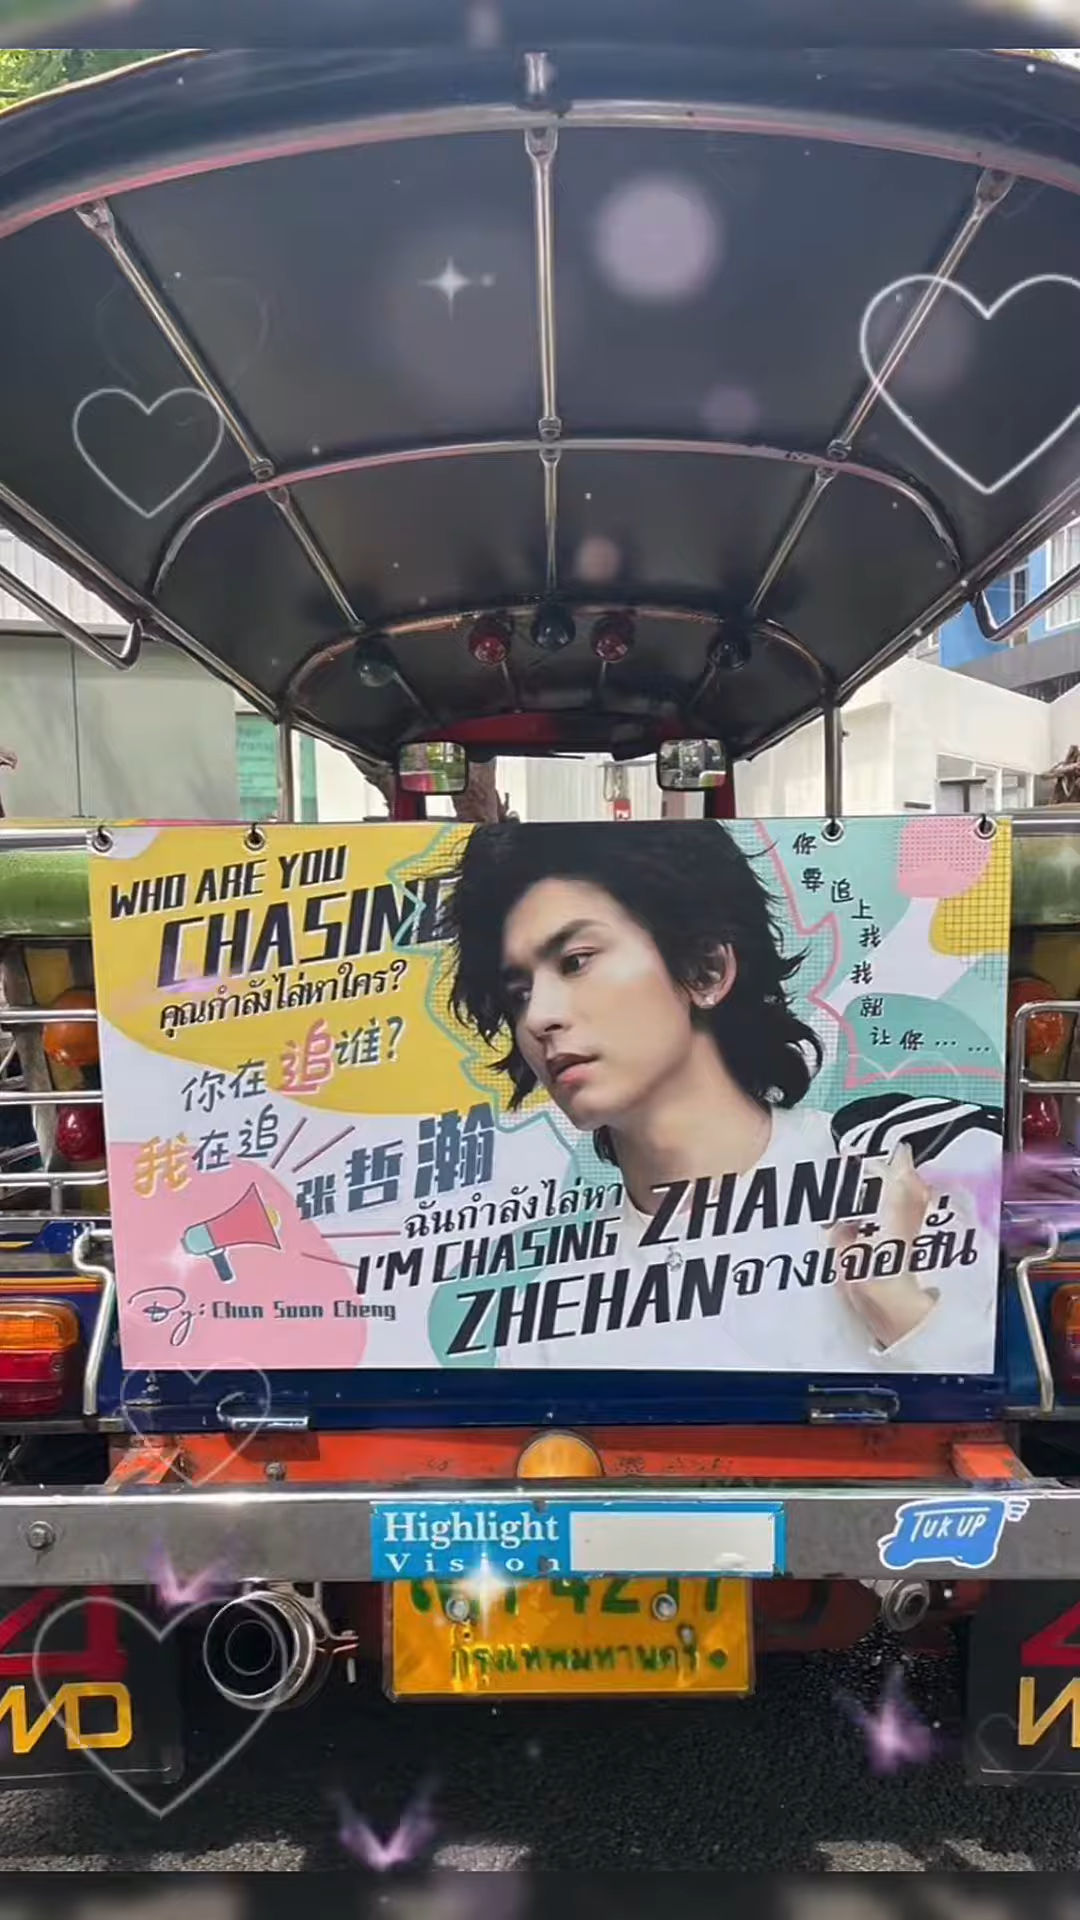 WHO ARE YOU
CHASING
คุณกำลังไล่หาใคร?
你在追谁?
我在追
张哲瀚
ฉันกำลังไล่หา
I'M CHASING ZHANG
ZHEHAN จางเจ๋อฮั่น
By: Chan Suan Cheng
你要追上我我就让你……
Highlight
Vision
TUK UP
กรุงเทพมหานคร